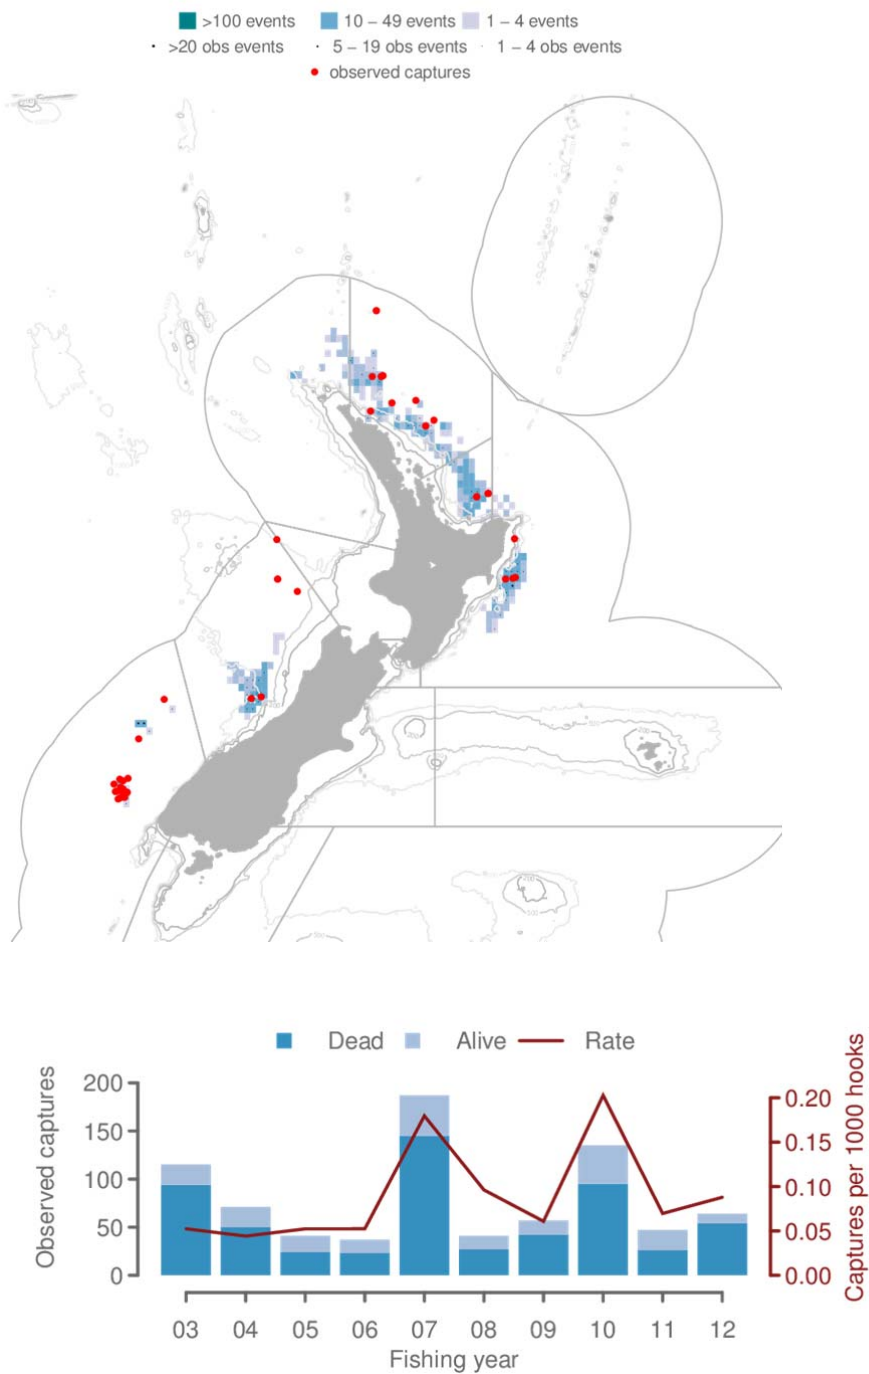 >100 events 10 – 49 events 1 – 4 events
>20 obs events 5 – 19 obs events 1 – 4 obs events
observed captures
Dead Alive Rate
Observed captures
200
150
100
50
0
0.20
0.15
0.10
0.05
0.00
Captures per 1000 hooks
03 04 05 06 07 08 09 10 11 12
Fishing year